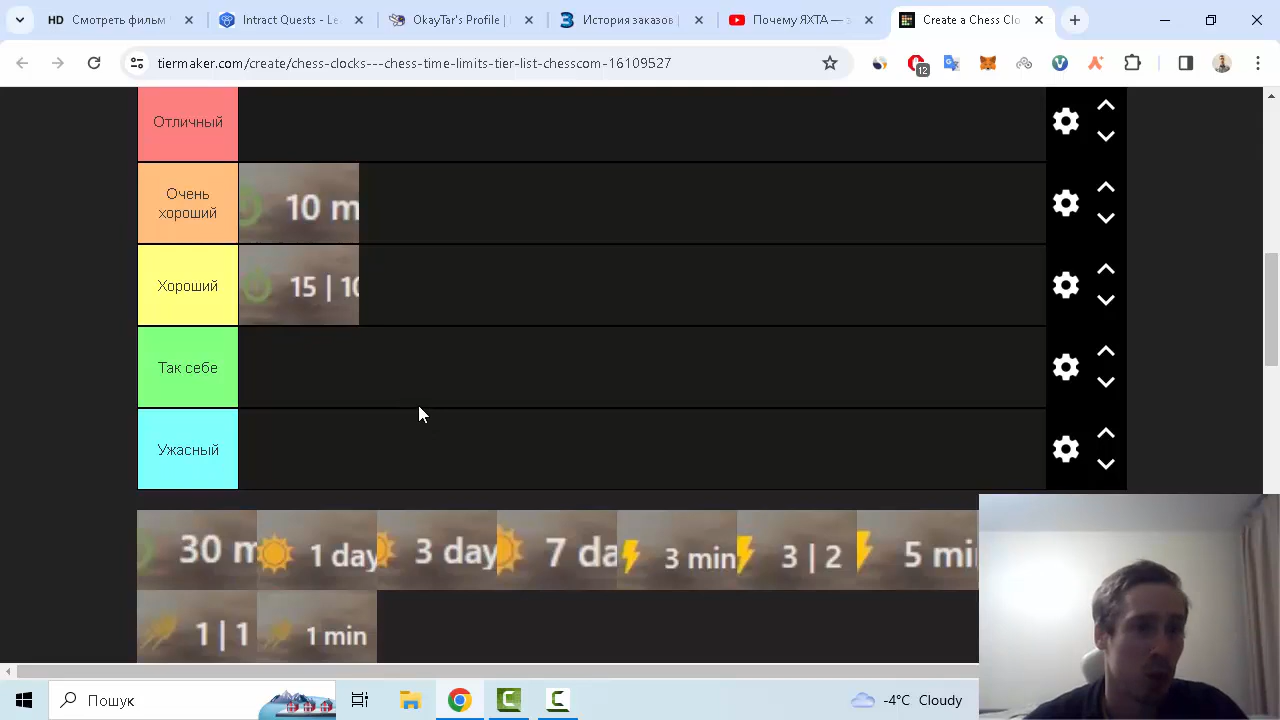 HD Смотреть фильм
Intract Quests - Le
OkayTar's Profile |
История вызовов |
Почему ЯХТА — з
Create a Chess Clo
tiermaker.com/create/chess-clocks---chess-time-limits-tier-list-chesscom-16109527
12
Отличный
Очень
хороший
10 m
Хороший
15 | 10
Так себе
Ужасный
30 m
1 day
3 day
7 da
3 min
3 | 2
5 mi
1 | 1
1 min
Пошук
-4°C Cloudy